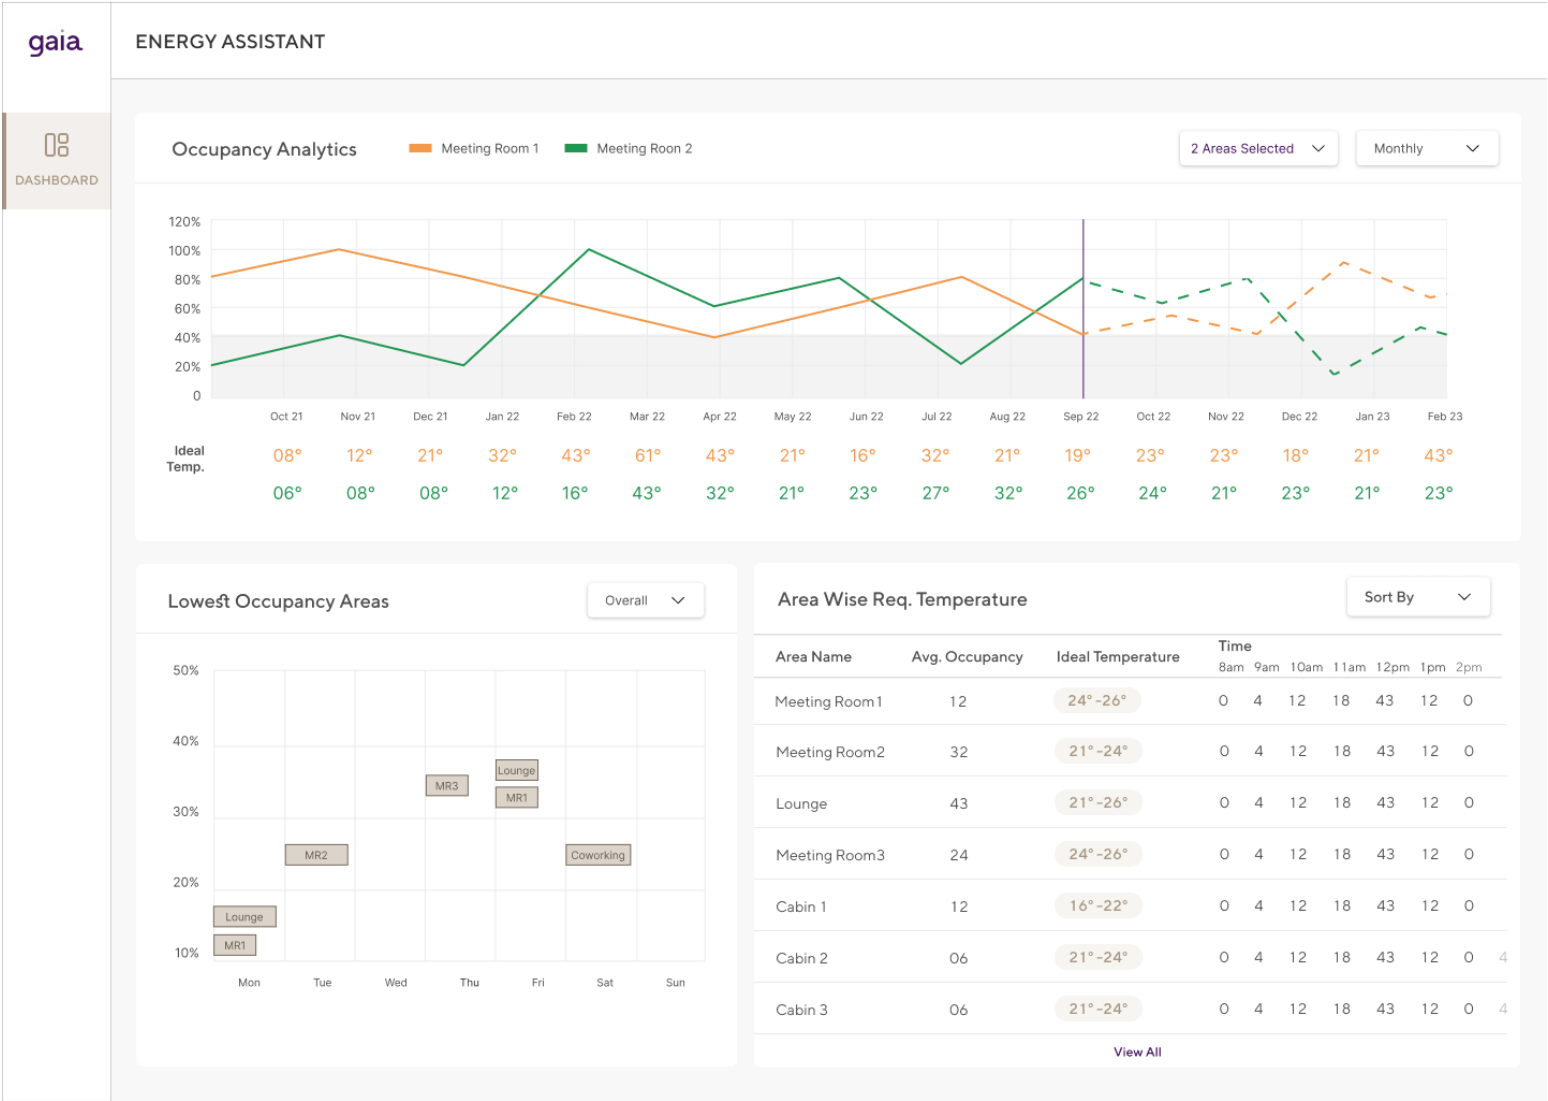 gaia
ENERGY ASSISTANT
DASHBOARD
Occupancy Analytics
Meeting Room 1
Meeting Roon 2
2 Areas Selected
Monthly
120%
100%
80%
60%
40%
20%
0
Oct 21 Nov 21 Dec 21 Jan 22 Feb 22 Mar 22 Apr 22 May 22 Jun 22 Jul 22 Aug 22 Sep 22 Oct 22 Nov 22 Dec 22 Jan 23 Feb 23
Ideal
Temp.
08° 12° 21° 32° 43° 61° 43° 21° 16° 32° 21° 19° 23° 23° 18° 21° 43°
06° 08° 08° 12° 16° 43° 32° 21° 23° 27° 32° 26° 24° 21° 23° 21° 23°
Lowest Occupancy Areas
Overall
50%
40%
30%
20%
10%
Lounge
MR3
MR1
MR2
Coworking
Lounge
MR1
Mon Tue Wed Thu Fri Sat Sun
Area Wise Req. Temperature
Sort By
Area Name Avg. Occupancy Ideal Temperature Time
8am 9am 10am 11am 12pm 1pm 2pm
Meeting Room1 12 24°-26° 0 4 12 18 43 12 0
Meeting Room2 32 21°-24° 0 4 12 18 43 12 0
Lounge 43 21°-26° 0 4 12 18 43 12 0
Meeting Room3 24 24°-26° 0 4 12 18 43 12 0
Cabin 1 12 16°-22° 0 4 12 18 43 12 0
Cabin 2 06 21°-24° 0 4 12 18 43 12 0 4
Cabin 3 06 21°-24° 0 4 12 18 43 12 0 4
View All